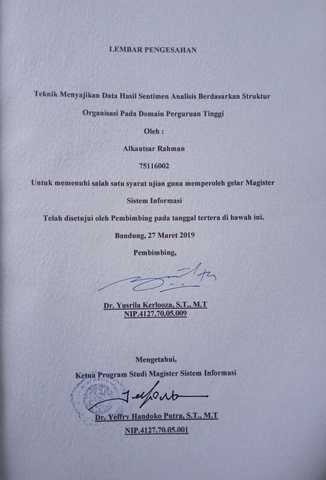 LEMBAR PENGESAHAN
Teknik Menyajikan Data Hasil Sentimen Analisis Berdasarkan Struktur
Organisasi Pada Domain Perguruan Tinggi
Oleh :
Alkautsar Rahman
75116002
Untuk memenuhi salah satu syarat ujian guna memperoleh gelar Magister
Sistem Informasi
Telah disetujui oleh Pembimbing pada tanggal tertera di bawah ini.
Bandung, 27 Maret 2019
Pembimbing,
Dr. Yusrila Kerlooza, S.T., M.T
NIP.4127.70.05.009
Mengetahui,
Ketua Program Studi Magister Sistem Informasi
Dr. Yeffry Handoko Putra, S.T., M.T
NIP.4127.70.05.001